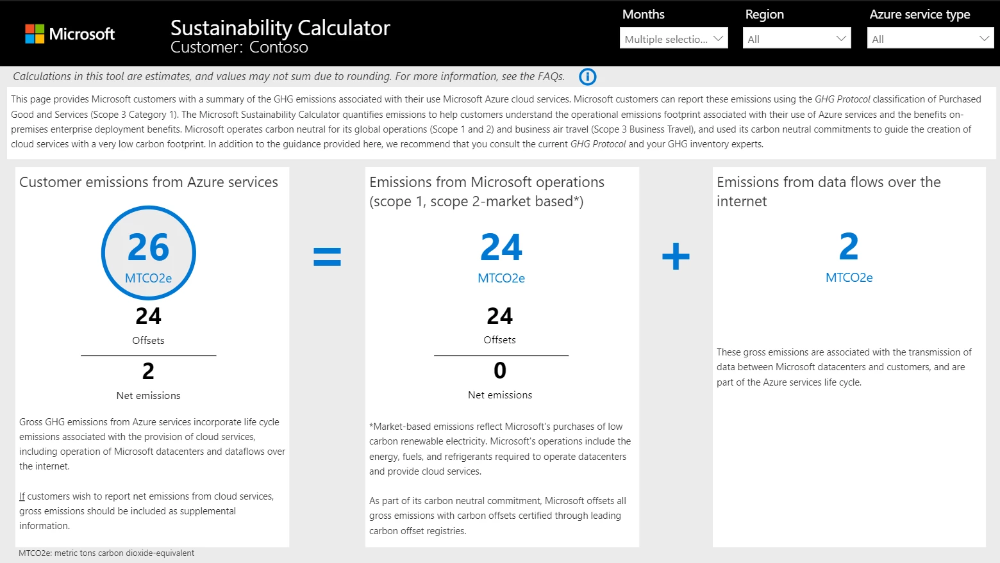 Microsoft
Sustainability Calculator
Customer: Contoso
Months
Region
Azure service type
Multiple selectio...
All
All
Calculations in this tool are estimates, and values may not sum due to rounding. For more information, see the FAQs.
This page provides Microsoft customers with a summary of the GHG emissions associated with their use Microsoft Azure cloud services. Microsoft customers can report these emissions using the GHG Protocol classification of Purchased
Good and Services (Scope 3 Category 1). The Microsoft Sustainability Calculator quantifies emissions to help customers understand the operational emissions footprint associated with their use of Azure services and the benefits on-
premises enterprise deployment benefits. Microsoft operates carbon neutral for its global operations (Scope 1 and 2) and business air travel (Scope 3 Business Travel), and used its carbon neutral commitments to guide the creation of
cloud services with a very low carbon footprint. In addition to the guidance provided here, we recommend that you consult the current GHG Protocol and your GHG inventory experts.
Customer emissions from Azure services
26
MTCO2e
24
Offsets
2
Net emissions
Gross GHG emissions from Azure services incorporate life cycle
emissions associated with the provision of cloud services,
including operation of Microsoft datacenters and dataflows over
the internet.
If customers wish to report net emissions from cloud services,
gross emissions should be included as supplemental
information.
=
Emissions from Microsoft operations
(scope 1, scope 2-market based*)
24
MTCO2e
24
Offsets
0
Net emissions
*Market-based emissions reflect Microsoft's purchases of low
carbon renewable electricity. Microsoft's operations include the
energy, fuels, and refrigerants required to operate datacenters
and provide cloud services.
As part of its carbon neutral commitment, Microsoft offsets all
gross emissions with carbon offsets certified through leading
carbon offset registries.
+
Emissions from data flows over the
internet
2
MTCO2e
These gross emissions are associated with the transmission of
data between Microsoft datacenters and customers, and are
part of the Azure services life cycle.
MTCO2e: metric tons carbon dioxide-equivalent